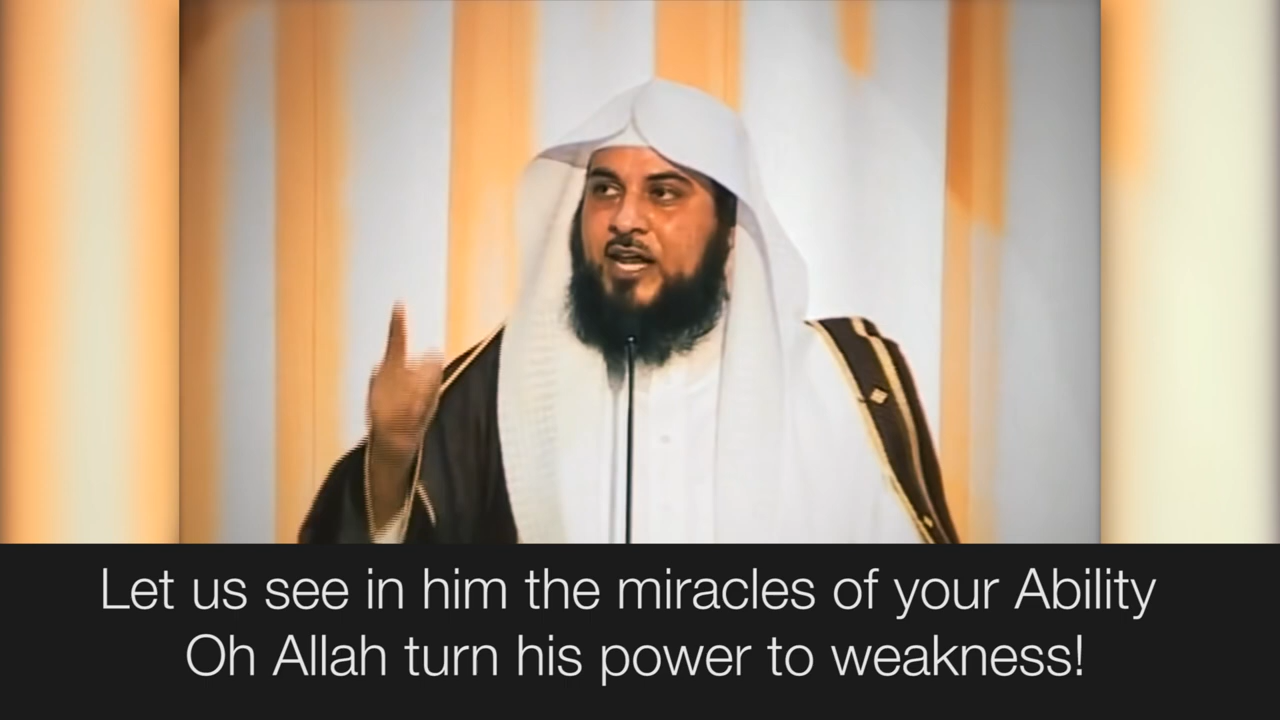 Let us see in him the miracles of your Ability
Oh Allah turn his power to weakness!